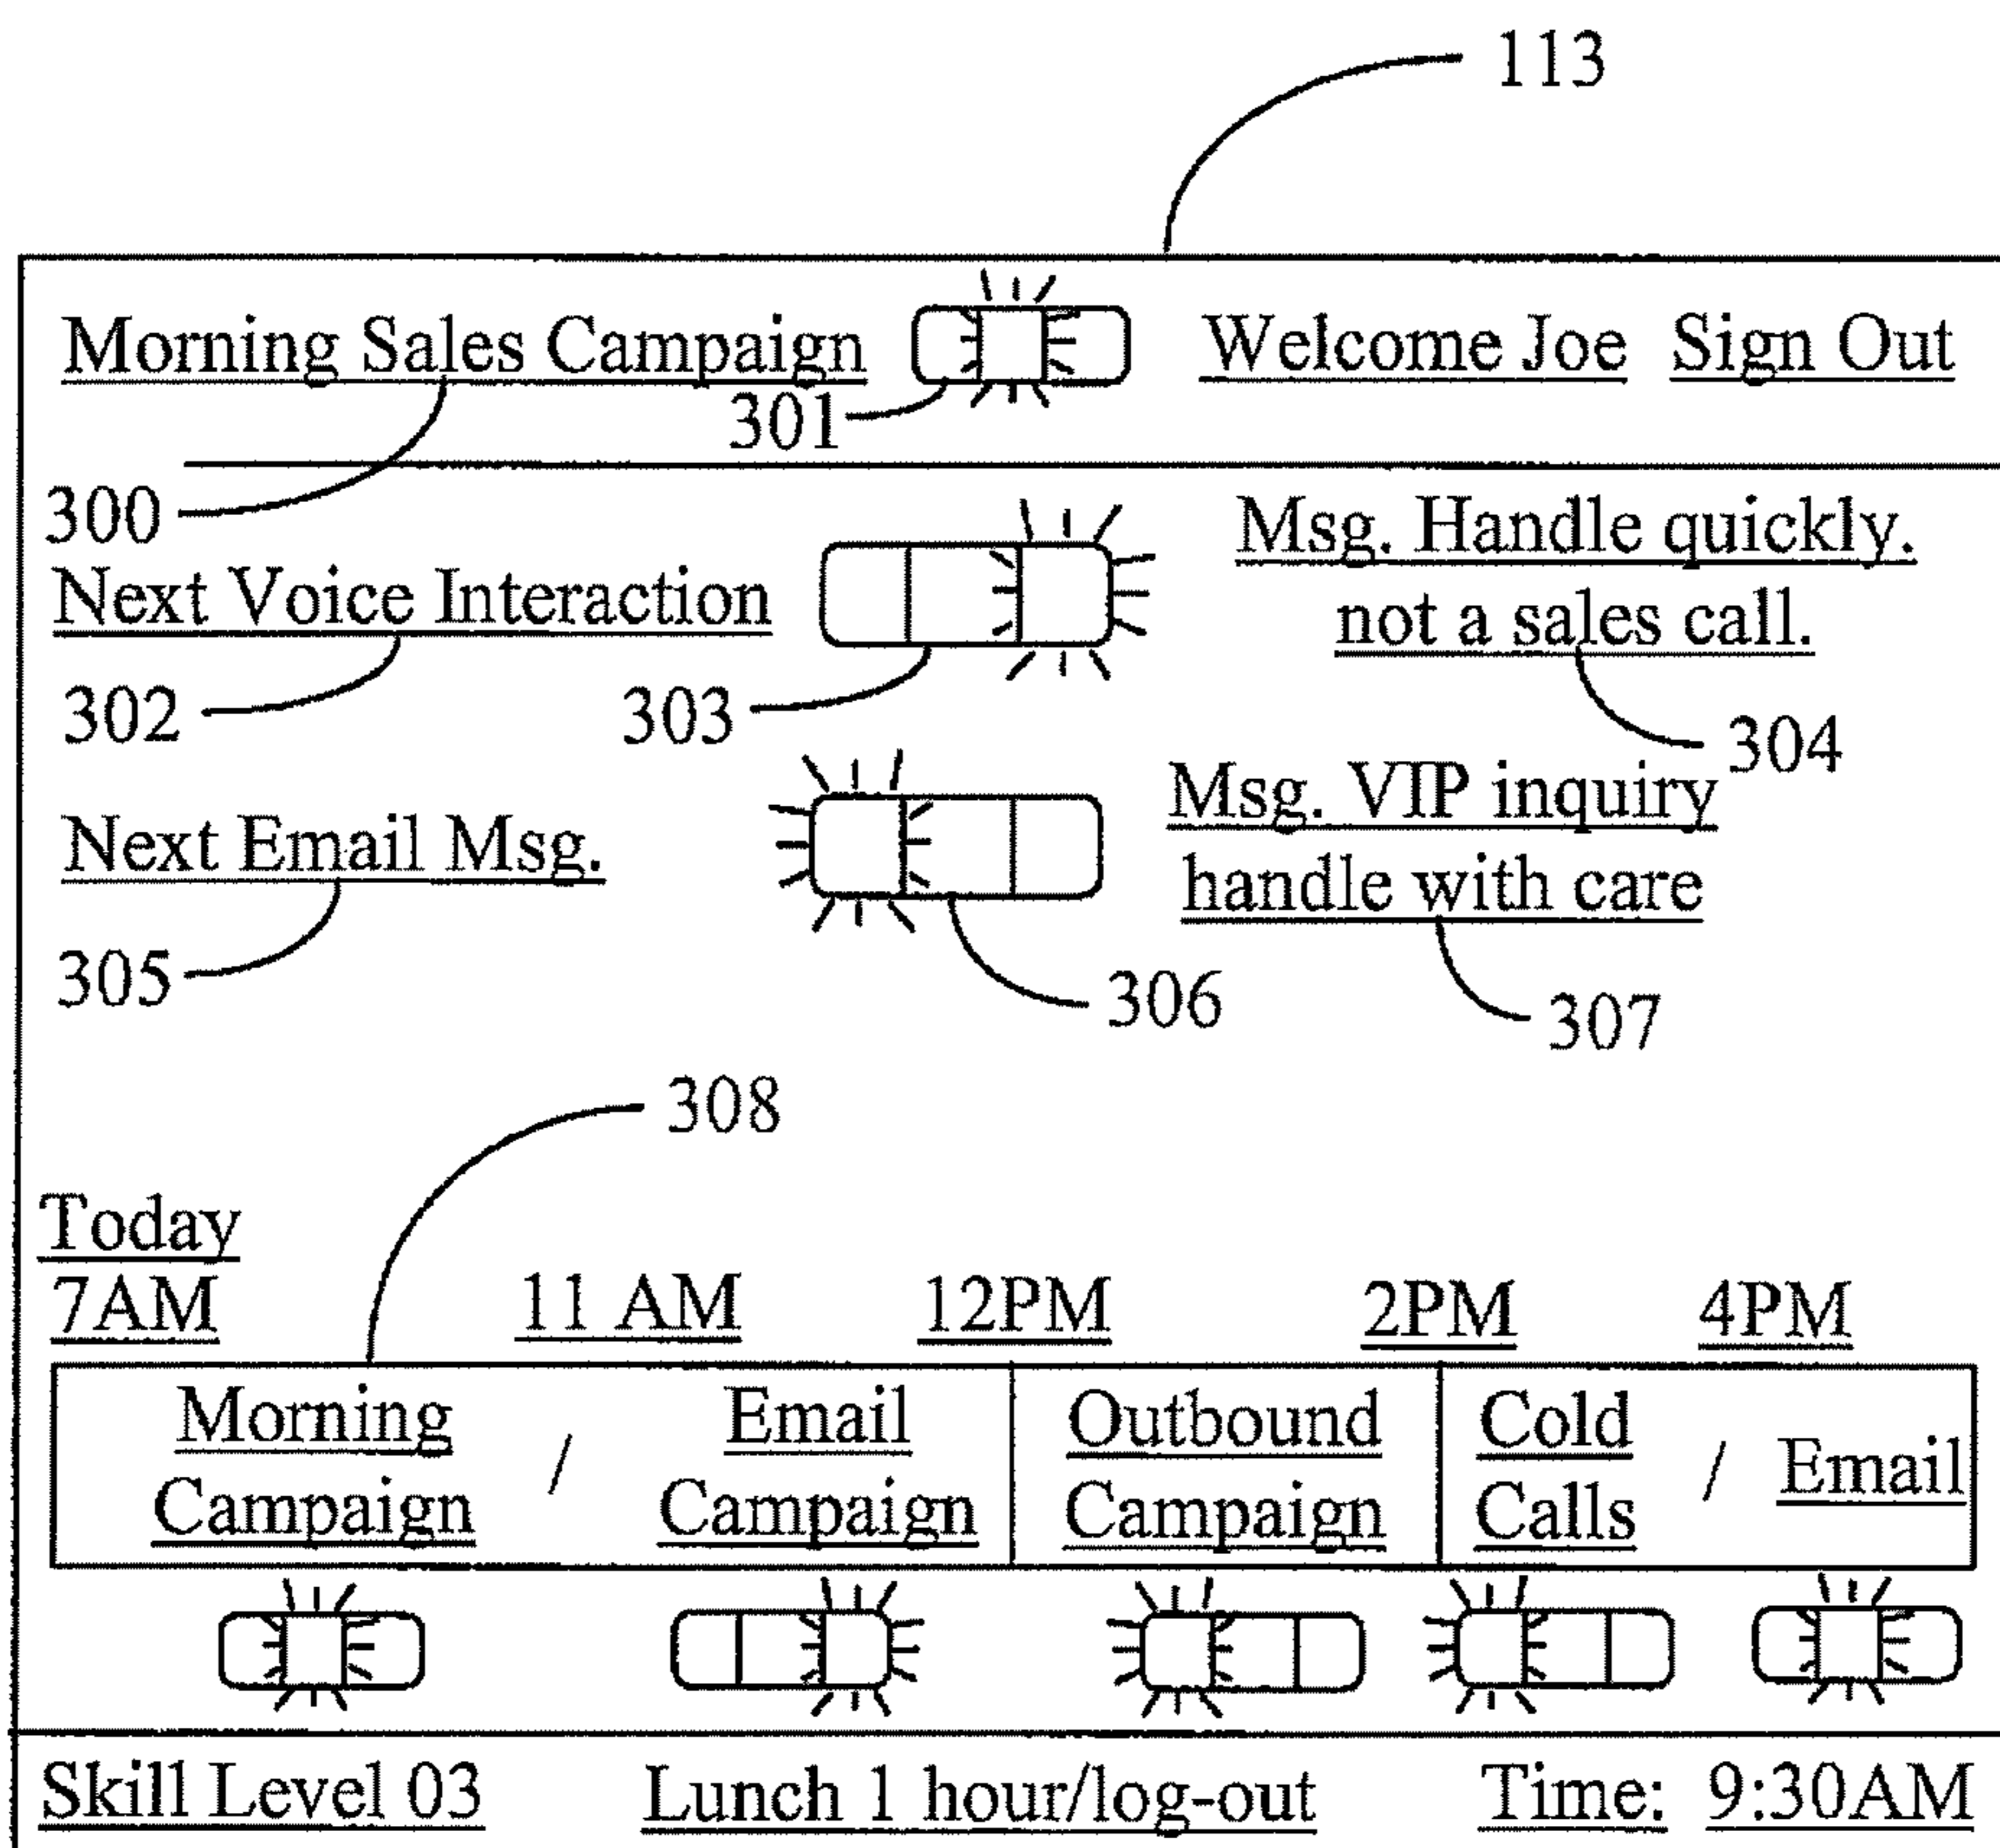 113
Morning Sales Campaign Welcome Joe Sign Out
301
300
Msg. Handle quickly.
Next Voice Interaction not a sales call.
302 303 304
Msg. VIP inquiry
Next Email Msg. handle with care
305 306 307
308
Today
7AM 11 AM 12PM 2PM 4PM
Morning / Email Outbound Cold / Email
Campaign Campaign Campaign Calls
Skill Level 03 Lunch 1 hour/log-out Time: 9:30AM